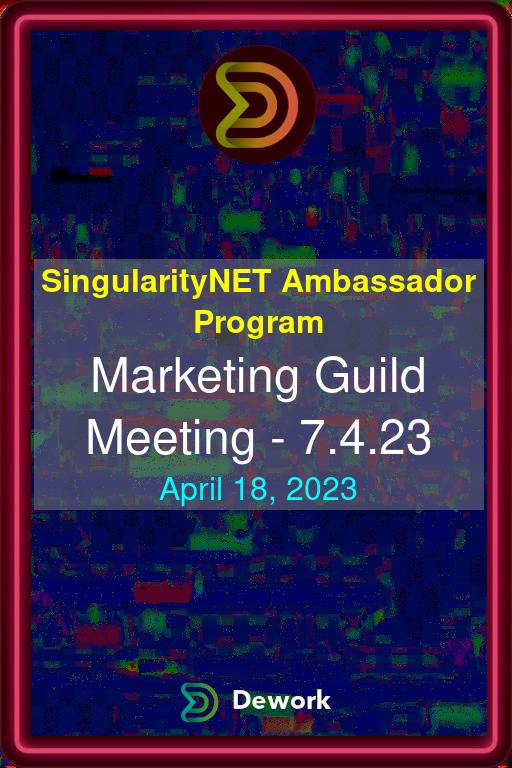 SingularityNET Ambassador
Program
Marketing Guild
Meeting - 7.4.23
April 18, 2023
Dework